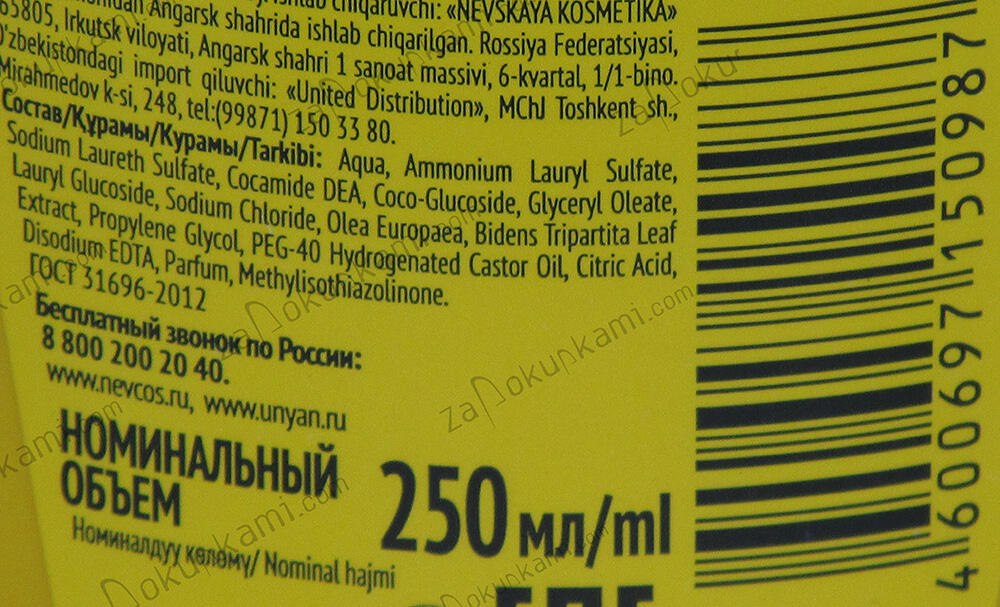 chiqaruvchi: «NEVSKAYA KOSMETIKA»
Angarsk shahrida ishlab chiqarilgan. Rossiya Federatsiyasi,
65805, Irkutsk viloyati, Angarsk shahri 1 sanoat massivi, 6-kvartal, 1/1-bino.
O'zbekistondagi import qiluvchi: «United Distribution», MChJ Toshkent sh.,
Mirahmedov k-si, 248, tel:(99871) 150 33 80.
Состав/Құрамы/Курамы/Tarkibi: Aqua, Ammonium Lauryl Sulfate,
Sodium Laureth Sulfate, Cocamide DEA, Coco-Glucoside, Glyceryl Oleate,
Lauryl Glucoside, Sodium Chloride, Olea Europaea, Bidens Tripartita Leaf
Extract, Propylene Glycol, PEG-40 Hydrogenated Castor Oil, Citric Acid,
Disodium EDTA, Parfum, Methylisothiazolinone.
ГОСТ 31696-2012
Бесплатный звонок по России:
8 800 200 20 40.
www.nevcos.ru, www.unyan.ru
НОМИНАЛЬНЫЙ
ОБЪЕМ
250 мл/ml
Номиналдуу көлөмү/ Nominal hajmi
4 600697 150987
zaPokupkami.com